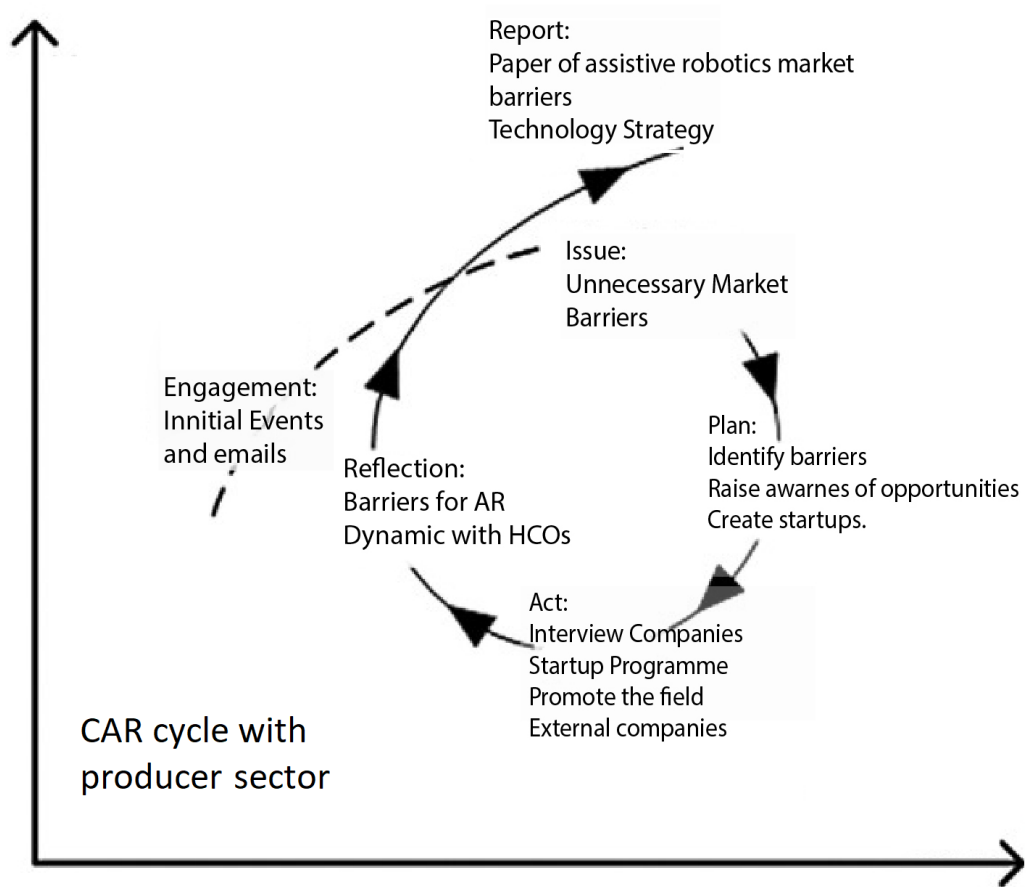 Report:
Paper of assistive robotics market
barriers
Technology Strategy
Issue:
Unnecessary Market
Barriers
Engagement:
Innitial Events
and emails
Plan:
Identify barriers
Raise awarnes of opportunities
Create startups.
Reflection:
Barriers for AR
Dynamic with HCOs
Act:
Interview Companies
Startup Programme
Promote the field
External companies
CAR cycle with
producer sector